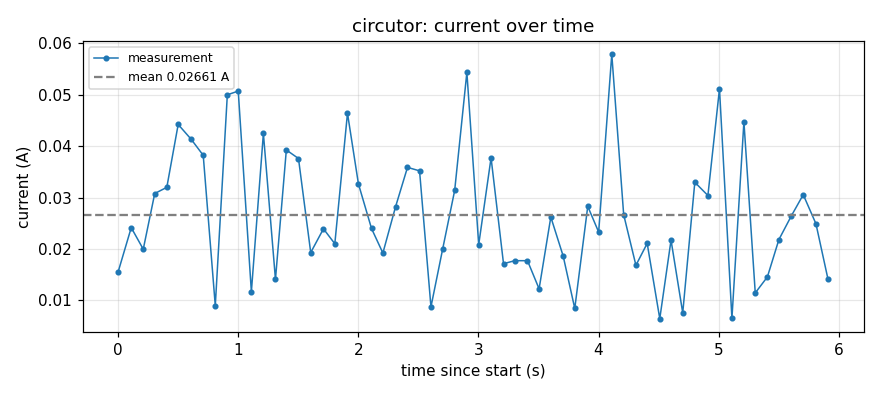 circutor: current over time
measurement
mean 0.02661 A
current (A)
0.06
0.05
0.04
0.03
0.02
0.01
0 1 2 3 4 5 6
time since start (s)